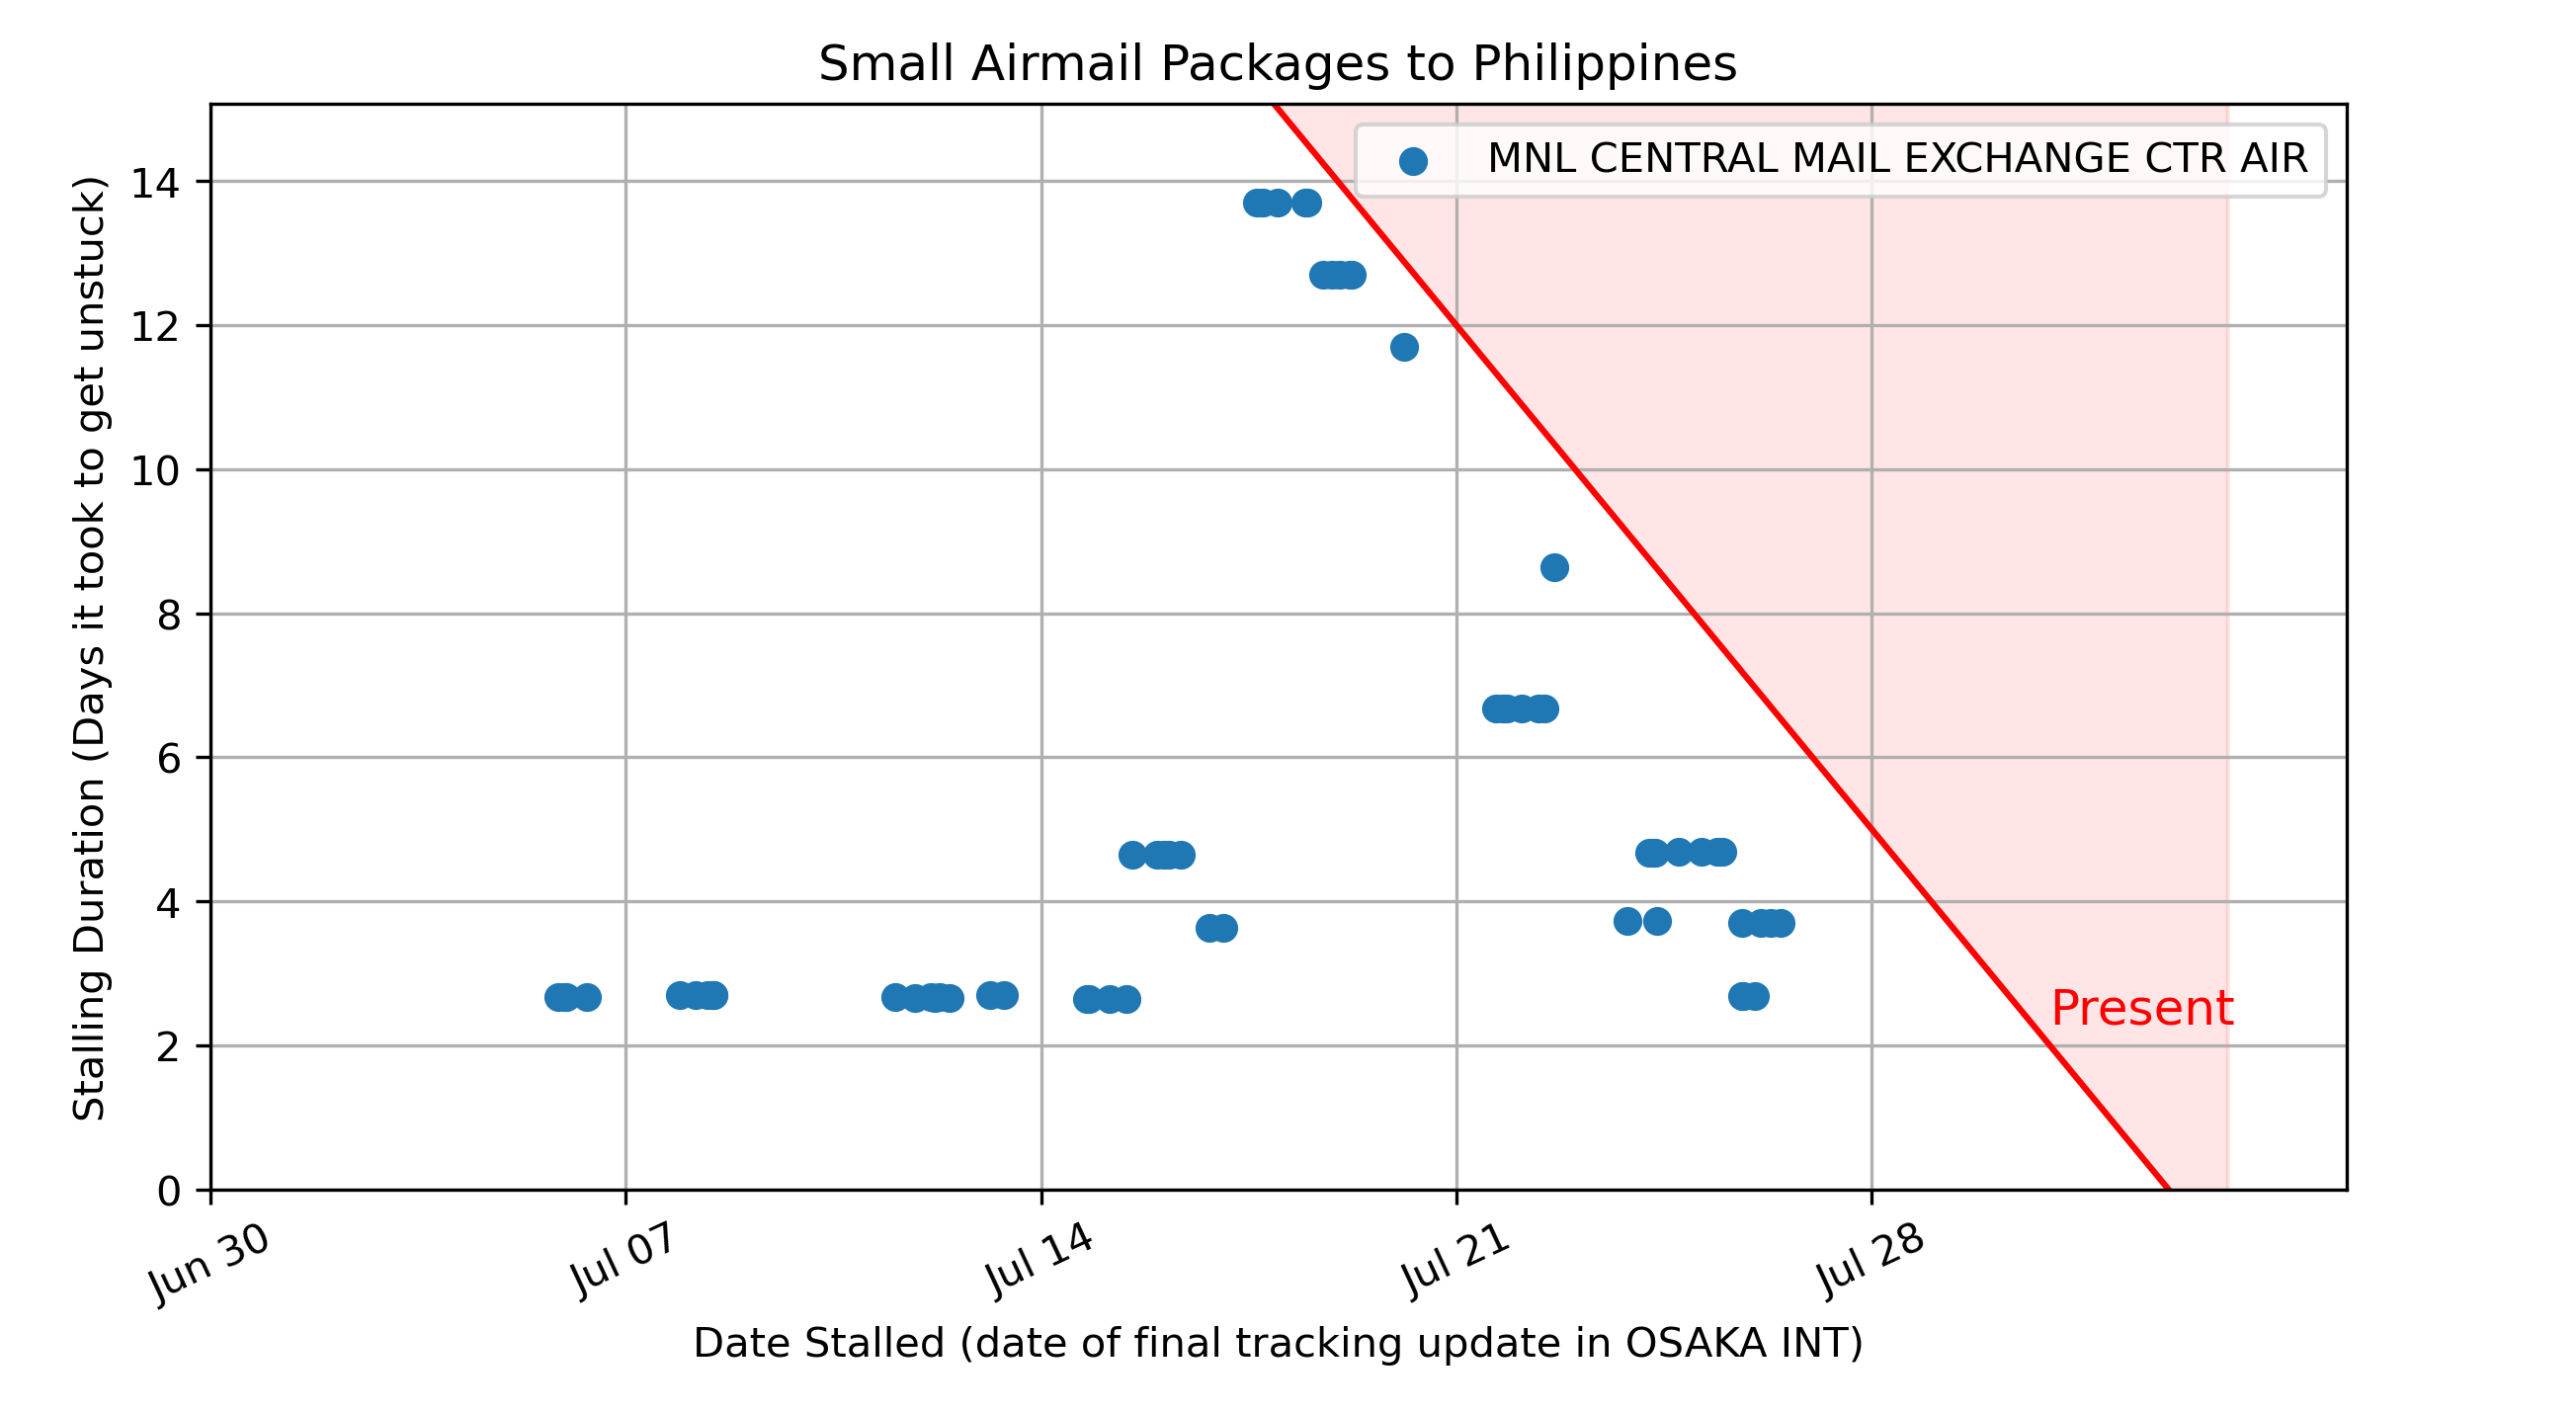 Small Airmail Packages to Philippines
MNL CENTRAL MAIL EXCHANGE CTR AIR
Stalling Duration (Days it took to get unstuck)
14
12
10
8
6
4
2
0
Present
Jun 30
Jul 07
Jul 14
Jul 21
Jul 28
Date Stalled (date of final tracking update in OSAKA INT)